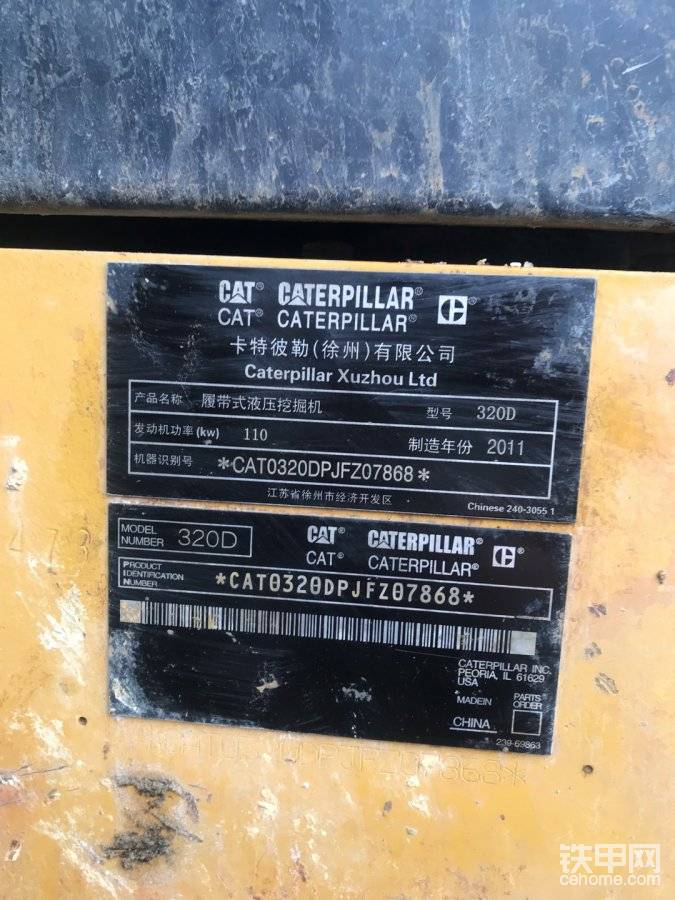 CAT® CATERPILLAR®
CAT® CATERPILLAR®
卡特彼勒(徐州)有限公司
Caterpillar Xuzhou Ltd
产品名称 履带式液压挖掘机 型号 320D
发动机功率(kw) 110 制造年份 2011
机器识别号 *CAT0320DPJFZ07868*
江苏省徐州市经济开发区 Chinese 240-3055 1
MODEL NUMBER 320D CAT® CATERPILLAR®
CAT® CATERPILLAR®
PRODUCT
IDENTIFICATION
NUMBER
*CAT0320DPJFZ07868*
CATERPILLAR INC.
PEORIA, IL 61629
USA
MADEIN PARTS ORDER
CHINA
239-69863
铁甲网
cehome.com